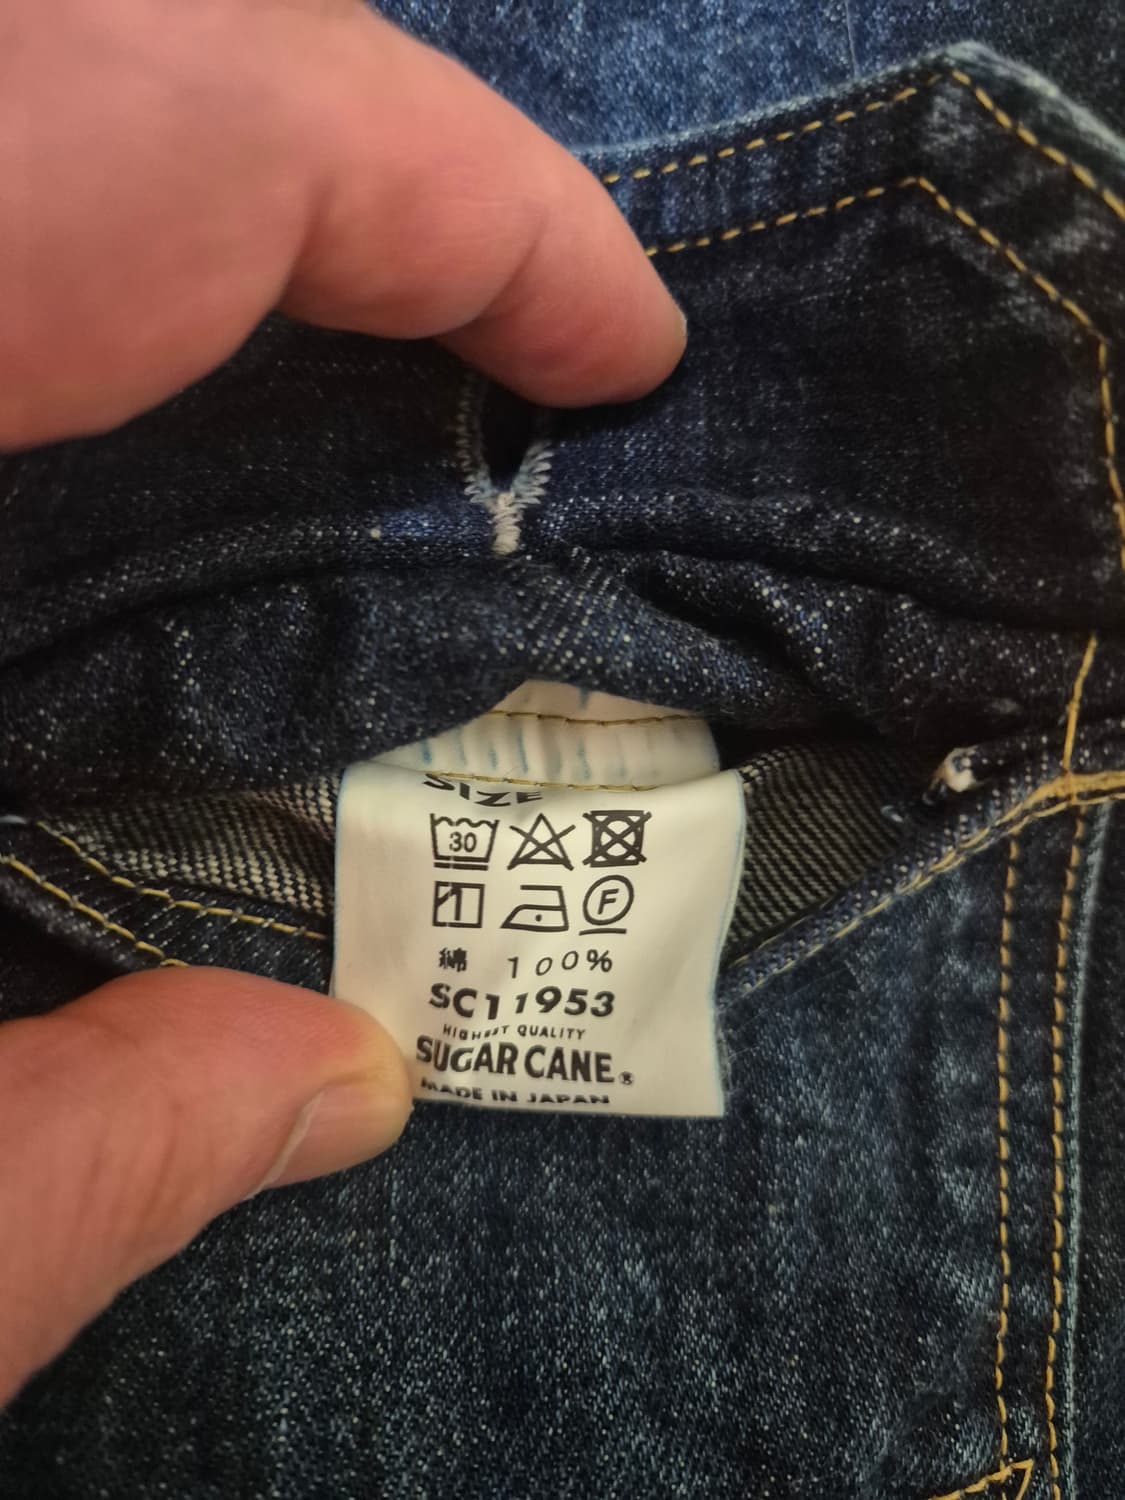 SIZE
30
F
綿 100%
SC11953
HIGHEST QUALITY
SUGAR CANE®
MADE IN JAPAN